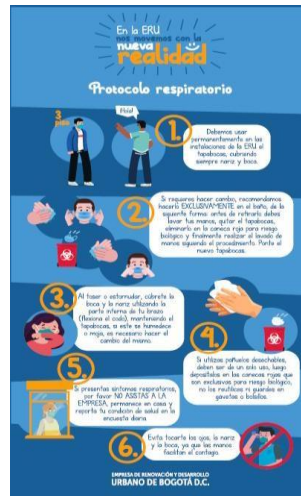 En la ERU
nos movemos con la
nueva
realidad
Protocolo respiratorio
1.
Debemos usar
permanentemente en las
instalaciones de la ERU el
tapabocas, cubriendo
siempre nariz y boca.
2.
Si requieres hacer cambio, recomendamos
hacerlo EXCLUSIVAMENTE en el baño, de la
siguiente forma: antes de retirarlo debes
lavar tus manos, quitar el tapabocas,
eliminarlo en la caneca roja para riesgo
biológico y finalmente realizar el lavado de
manos siguiendo el procedimiento. Ponte el
nuevo tapabocas.
3.
Al toser o estornudar, cúbrete la
boca y la nariz utilizando la
parte interna de tu brazo
(flexiona el codo), manteniendo el
tapabocas, si este se humedece
o moja, es necesario hacer el
cambio del mismo.
4.
Si utilizas pañuelos desechables,
deben ser de un solo uso, luego
depositarlos en las canecas rojas que
son exclusivas para riesgo biológico,
no los reutilices ni guardes en
gavetas o bolsillos.
5.
Si presentas síntomas respiratorios,
por favor NO ASISTAS A LA
EMPRESA, permanece en casa y
reporta tu condición de salud en la
encuesta diaria.
6.
Evita tocarte los ojos, la nariz
y la boca, ya que las manos
facilitan el contagio.
EMPRESA DE RENOVACIÓN Y DESARROLLO
URBANO DE BOGOTÁ D.C.